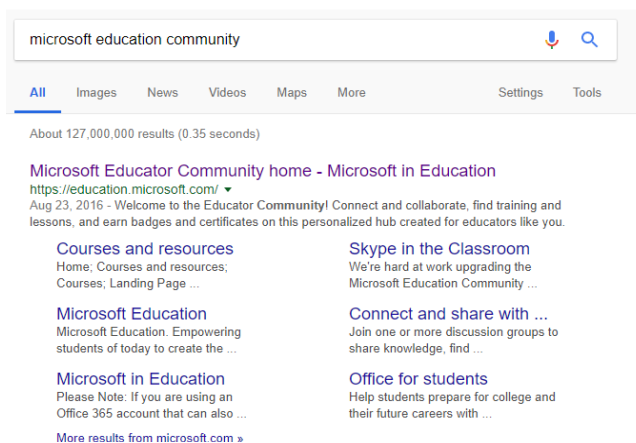 microsoft education community
All Images News Videos Maps More Settings Tools
About 127,000,000 results (0.35 seconds)
Microsoft Educator Community home - Microsoft in Education
https://education.microsoft.com/
Aug 23, 2016 - Welcome to the Educator Community! Connect and collaborate, find training and
lessons, and earn badges and certificates on this personalized hub created for educators like you.
Courses and resources
Home; Courses and resources;
Courses; Landing Page ...
Skype in the Classroom
We're hard at work upgrading the
Microsoft Education Community ...
Microsoft Education
Microsoft Education. Empowering
students of today to create the ...
Connect and share with ...
Join one or more discussion groups to
share knowledge, find ...
Microsoft in Education
Please Note: If you are using an
Office 365 account that can also ...
Office for students
Help students prepare for college and
their future careers with ...
More results from microsoft.com »